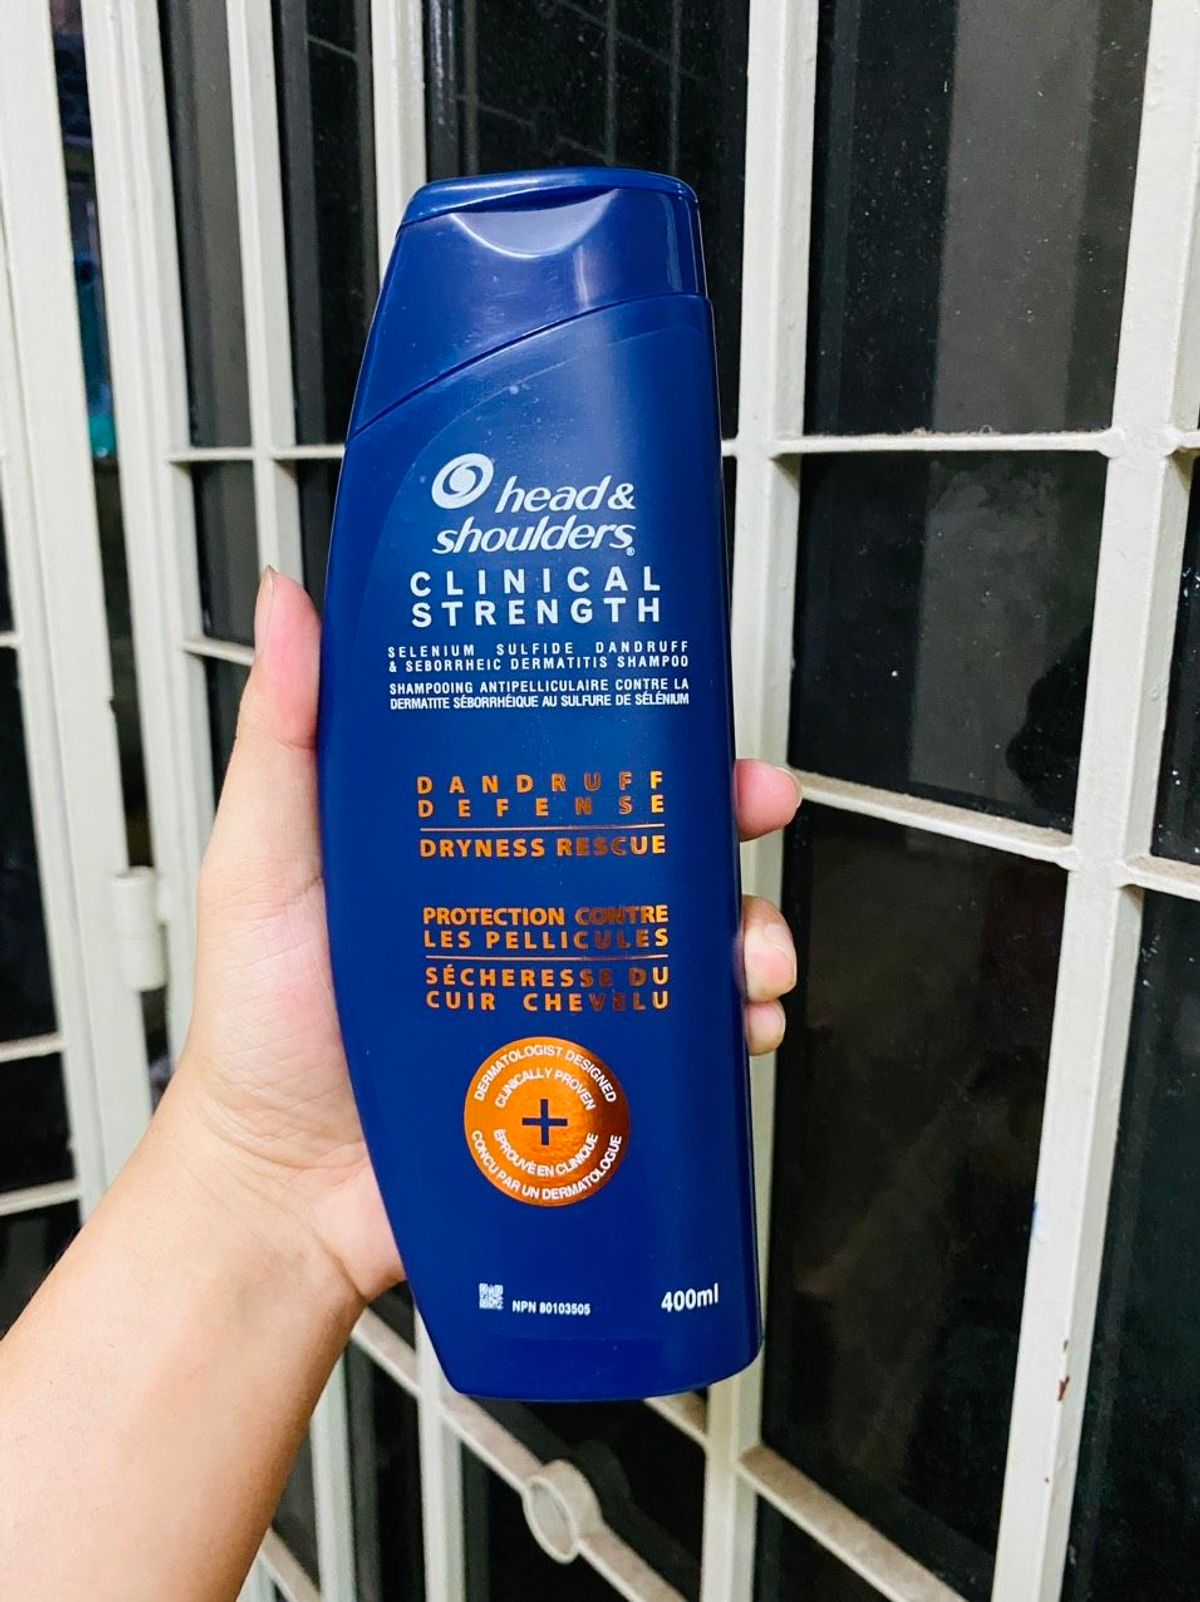 head &
shoulders®
CLINICAL
STRENGTH
SELENIUM SULFIDE DANDRUFF
& SEBORRHEIC DERMATITIS SHAMPOO
SHAMPOOING ANTIPELLICULAIRE CONTRE LA
DERMATITE SÉBORRHÉIQUE AU SULFURE DE SÉLÉNIUM
DANDRUFF
DEFENSE
DRYNESS RESCUE
PROTECTION CONTRE
LES PELLICULES
SÉCHERESSE DU
CUIR CHEVELU
DERMATOLOGIST DESIGNED
CLINICALLY PROVEN
+
ÉPROUVÉ EN CLINIQUE
CONÇU PAR UN DERMATOLOGUE
NPN 80103505
400ml